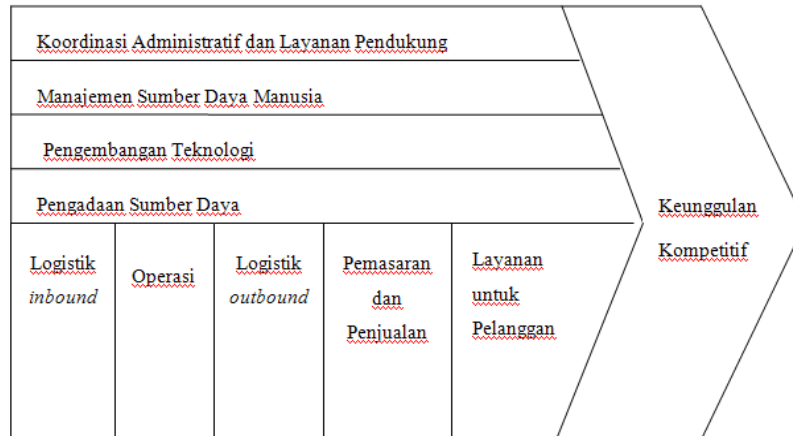 Koordinasi Administratif dan Layanan Pendukung
Manajemen Sumber Daya Manusia
Pengembangan Teknologi
Pengadaan Sumber Daya
Logistik
inbound
Operasi
Logistik
outbound
Pemasaran
dan
Penjualan
Layanan
untuk
Pelanggan
Keunggulan
Kompetitif